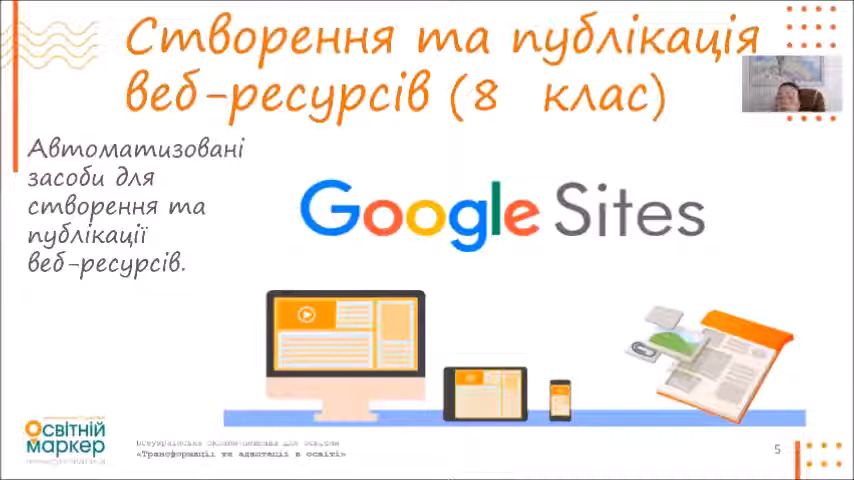 Створення та публікація
веб-ресурсів (8 клас)
Автоматизовані
засоби для
створення та
публікації
веб-ресурсів.
Google Sites
ОСВІТНІЙ
МАРКЕР
«Трансформації та адаптації в освіті»
5